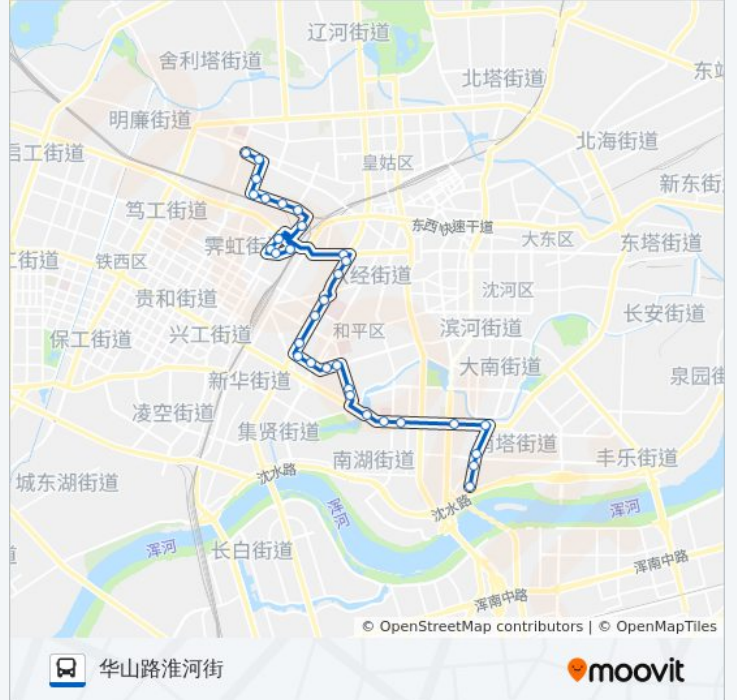 辽河街道
舍利塔街道
北塔街道
东站
明廉街道
北海街道
启工街道
皇姑区
新东街
笃工街道
东西快速干道
霁虹街
大东区
东塔街道
工街道
铁西区
经街道
沈河区
贵和街道
长安街道
兴工街道
和平区
滨河街道
保工街道
大南街道
新华街道
泉园街
凌空街道
集贤街道
塔街道
南湖街道
丰乐街道
沈水路
城东湖街道
沈水路
浑河
浑河
浑河
长白街道
道
浑南中路
浑南中路
© OpenStreetMap contributors | © OpenMapTiles
华山路淮河街
moovit